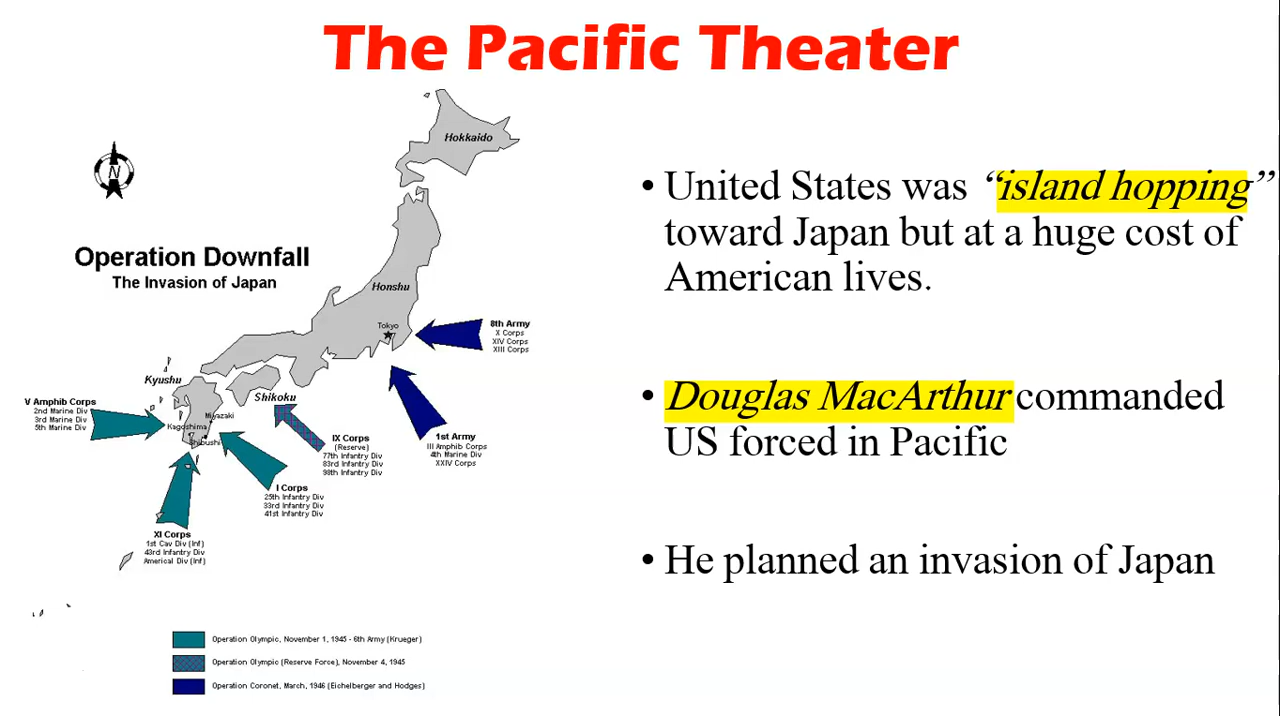 The Pacific Theater
Hokkaido
N
Operation Downfall
The Invasion of Japan
Honshu
Tokyo
8th Army
X Corps
XIV Corps
XIII Corps
Kyushu
Shikoku
V Amphib Corps
2nd Marine Div
3rd Marine Div
5th Marine Div
Miyazaki
Kagoshima
Shibushi
IX Corps
(Reserve)
77th Infantry Div
83rd Infantry Div
98th Infantry Div
1st Army
III Amphib Corps
4th Marine Div
XXIV Corps
I Corps
25th Infantry Div
33rd Infantry Div
41st Infantry Div
XI Corps
1st Cav Div (Inf)
43rd Infantry Div
Americal Div (Inf)
Operation Olympic, November 1, 1945 - 6th Army (Krueger)
Operation Olympic (Reserve Force), November 4, 1945
Operation Coronet, March, 1946 (Eichelberger and Hodges)
• United States was “island hopping”
toward Japan but at a huge cost of
American lives.
• Douglas MacArthur commanded
US forced in Pacific
• He planned an invasion of Japan